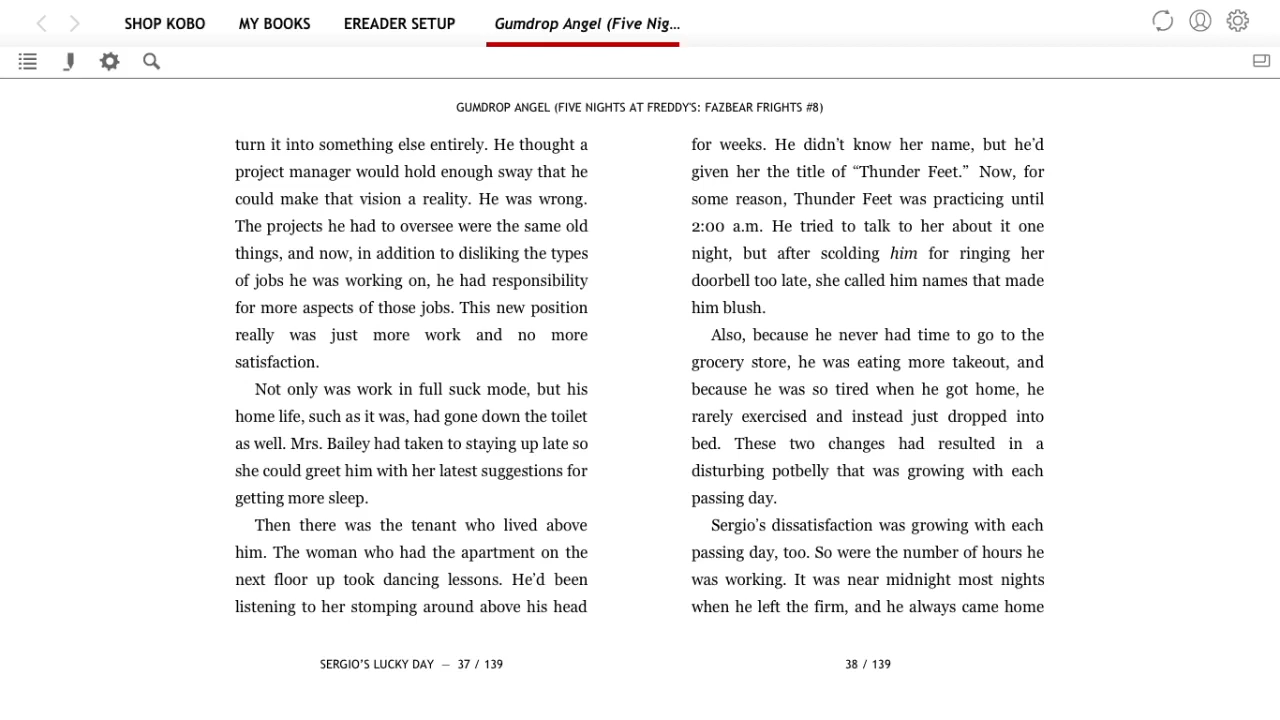 SHOP KOBO
MY BOOKS
EREADER SETUP
Gumdrop Angel (Five Nig...
GUMDROP ANGEL (FIVE NIGHTS AT FREDDY'S: FAZBEAR FRIGHTS #8)
turn it into something else entirely. He thought a
project manager would hold enough sway that he
could make that vision a reality. He was wrong.
The projects he had to oversee were the same old
things, and now, in addition to disliking the types
of jobs he was working on, he had responsibility
for more aspects of those jobs. This new position
really was just more work and no more
satisfaction.
Not only was work in full suck mode, but his
home life, such as it was, had gone down the toilet
as well. Mrs. Bailey had taken to staying up late so
she could greet him with her latest suggestions for
getting more sleep.
Then there was the tenant who lived above
him. The woman who had the apartment on the
next floor up took dancing lessons. He’d been
listening to her stomping around above his head
for weeks. He didn’t know her name, but he’d
given her the title of “Thunder Feet.” Now, for
some reason, Thunder Feet was practicing until
2:00 a.m. He tried to talk to her about it one
night, but after scolding him for ringing her
doorbell too late, she called him names that made
him blush.
Also, because he never had time to go to the
grocery store, he was eating more takeout, and
because he was so tired when he got home, he
rarely exercised and instead just dropped into
bed. These two changes had resulted in a
disturbing potbelly that was growing with each
passing day.
Sergio’s dissatisfaction was growing with each
passing day, too. So were the number of hours he
was working. It was near midnight most nights
when he left the firm, and he always came home
SERGIO’S LUCKY DAY – 37 / 139
38 / 139